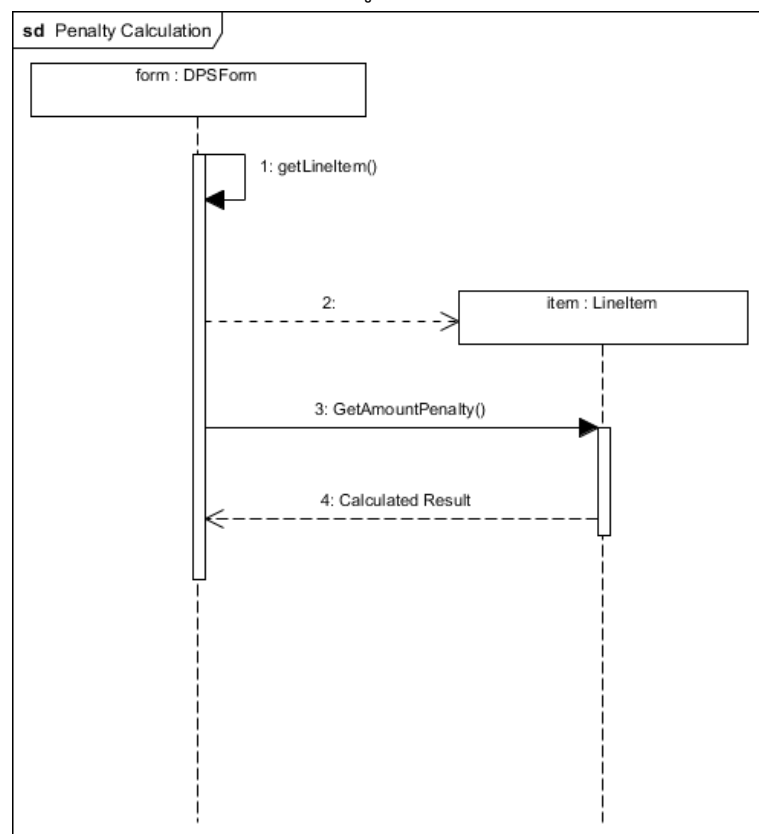 sd Penalty Calculation
form : DPSForm
1: getLineItem()
2:
item : LineItem
3: GetAmountPenalty()
4: Calculated Result